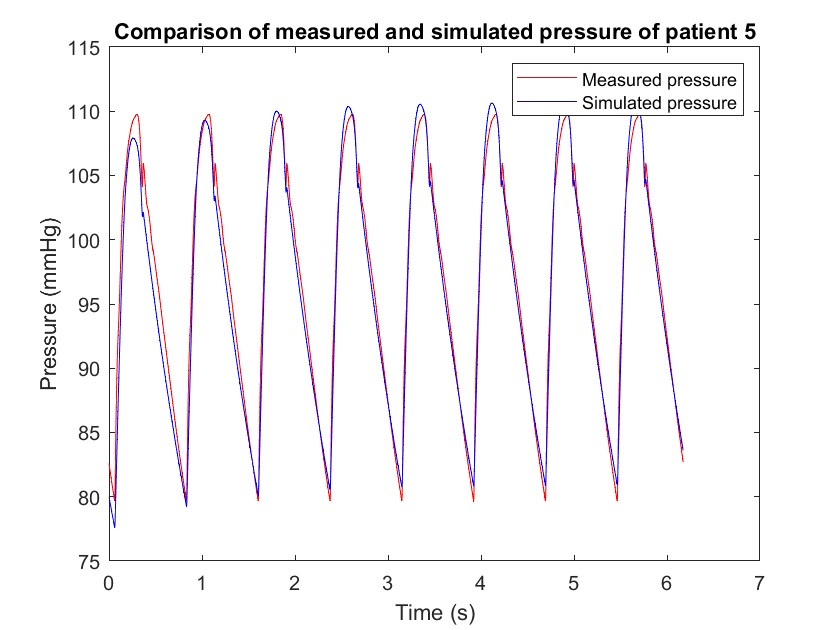 Comparison of measured and simulated pressure of patient 5
115
110
105
100
95
90
85
80
75
Pressure (mmHg)
Measured pressure
Simulated pressure
0 1 2 3 4 5 6 7
Time (s)